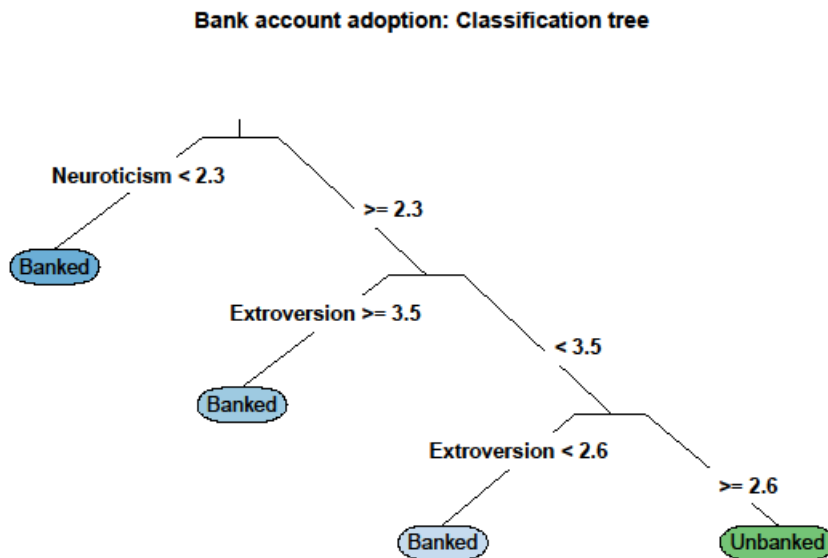 Bank account adoption: Classification tree
Neuroticism < 2.3
>= 2.3
Banked
Extroversion >= 3.5
< 3.5
Banked
Extroversion < 2.6
>= 2.6
Banked
Unbanked